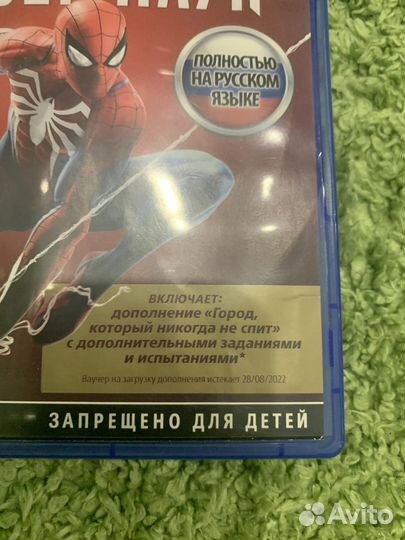 ПОЛНОСТЬЮ
НА РУССКОМ
ЯЗЫКЕ
ВКЛЮЧАЕТ:
дополнение «Город,
который никогда не спит»
с дополнительными заданиями
и испытаниями*
Ваучер на загрузку дополнения истекает 28/08/2022
ЗАПРЕЩЕНО ДЛЯ ДЕТЕЙ
Avito